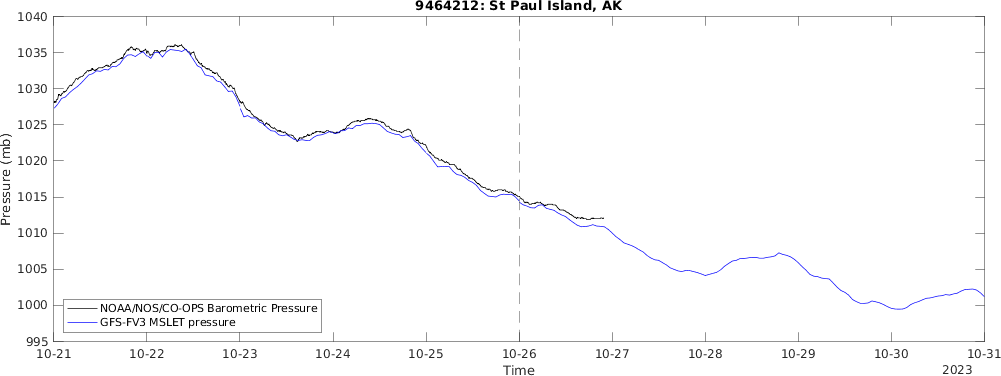 9464212: St Paul Island, AK
1040
1035
1030
1025
1020
1015
1010
1005
1000
995
Pressure (mb)
NOAA/NOS/CO-OPS Barometric Pressure
GFS-FV3 MSLET pressure
10-21 10-22 10-23 10-24 10-25 10-26 10-27 10-28 10-29 10-30 10-31
Time
2023